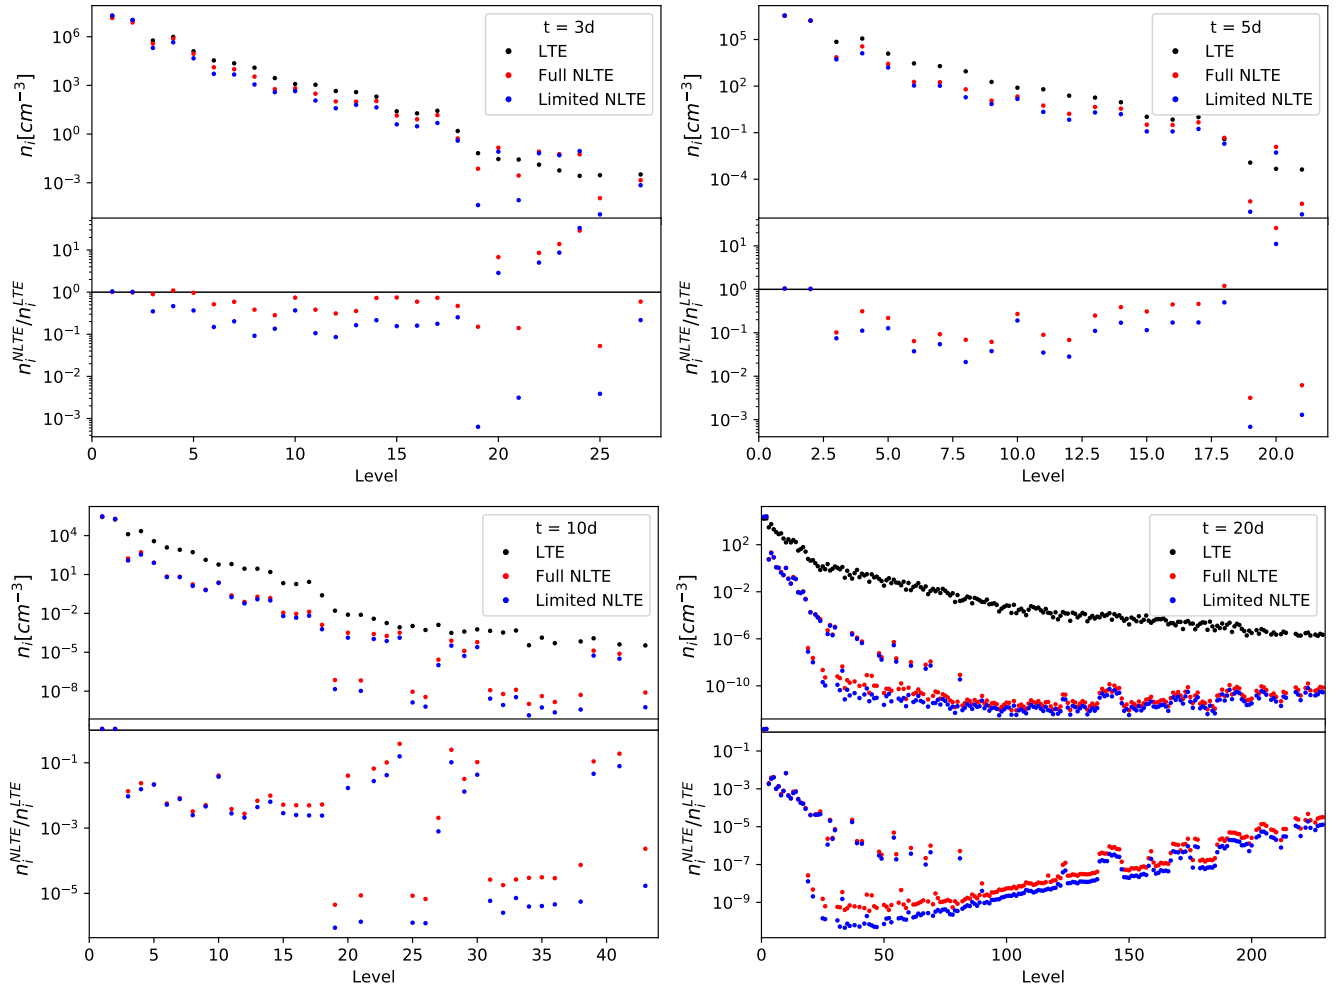 t = 3d
LTE
Full NLTE
Limited NLTE
n_i[cm^{-3}]
10^6
10^3
10^0
10^{-3}
n_i^{NLTE}/n_i^{LTE}
10^1
10^0
10^{-1}
10^{-2}
10^{-3}
0 5 10 15 20 25
Level
t = 5d
LTE
Full NLTE
Limited NLTE
n_i[cm^{-3}]
10^5
10^2
10^{-1}
10^{-4}
n_i^{NLTE}/n_i^{LTE}
10^1
10^0
10^{-1}
10^{-2}
10^{-3}
0.0 2.5 5.0 7.5 10.0 12.5 15.0 17.5 20.0
Level
t = 10d
LTE
Full NLTE
Limited NLTE
n_i[cm^{-3}]
10^4
10^1
10^{-2}
10^{-5}
10^{-8}
n_i^{NLTE}/n_i^{LTE}
10^{-1}
10^{-3}
10^{-5}
0 5 10 15 20 25 30 35 40
Level
t = 20d
LTE
Full NLTE
Limited NLTE
n_i[cm^{-3}]
10^2
10^{-2}
10^{-6}
10^{-10}
n_i^{NLTE}/n_i^{LTE}
10^{-1}
10^{-3}
10^{-5}
10^{-7}
10^{-9}
0 50 100 150 200
Level